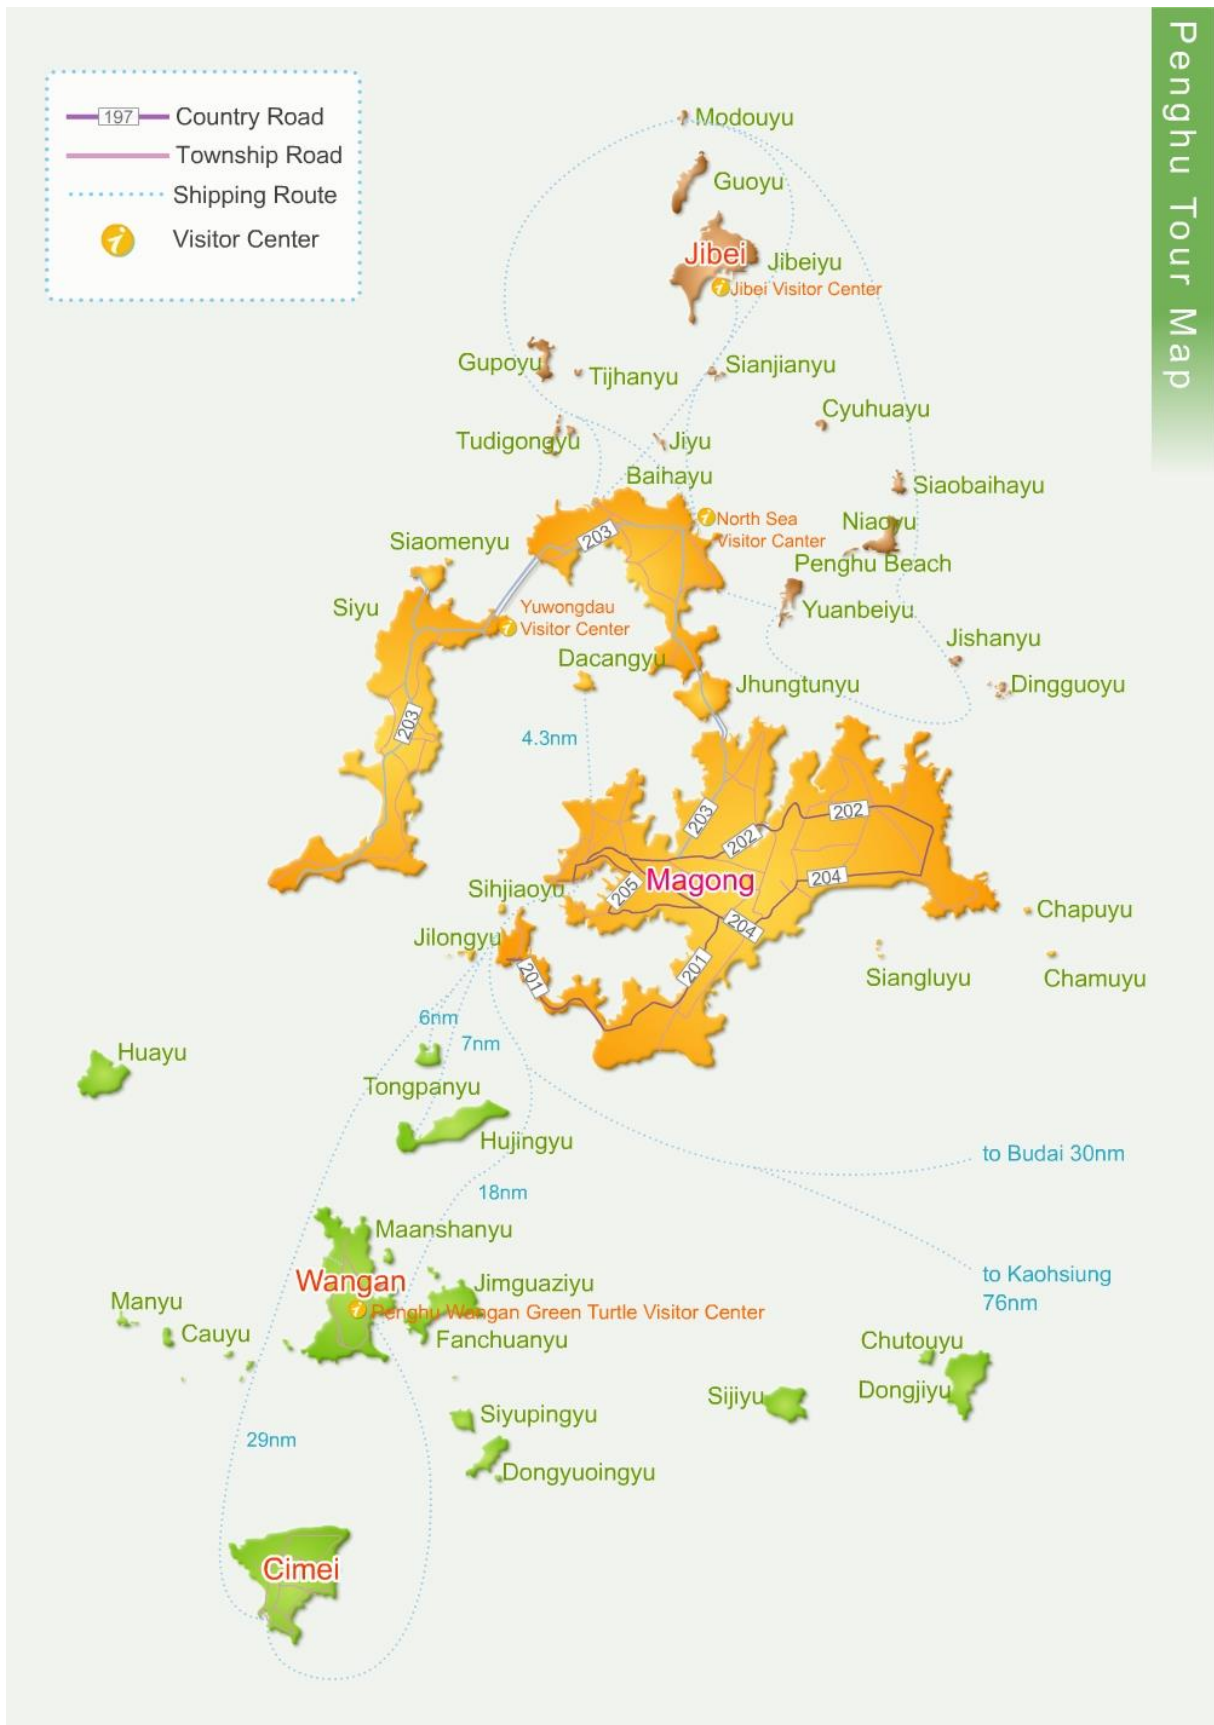 Penghu Tour Map
197 Country Road
Township Road
Shipping Route
i Visitor Center
Modouyu
Guoyu
Jibei
Jibeiyu
i Jibei Visitor Center
Gupoyu
Tijhanyu
Sianjianyu
Cyuhuayu
Tudigongyu
Jiyu
Baihayu
Siaobaihayu
i North Sea
Visitor Canter
Niaoyu
203
Siaomenyu
Penghu Beach
Siyu
Yuwongdau
i Visitor Center
Yuanbeiyu
Jishanyu
Dacangyu
Jhungtunyu
Dingguoyu
203
4.3nm
203
202
202
Magong
204
Sihjiaoyu
205
Chapuyu
204
Jilongyu
201
201
Siangluyu
Chamuyu
6nm
7nm
Huayu
Tongpanyu
Hujingyu
to Budai 30nm
18nm
Maanshanyu
Wangan
Jimguaziyu
to Kaohsiung
76nm
Manyu
i Penghu Wangan Green Turtle Visitor Center
Cauyu
Fanchuanyu
Chutouyu
Sijiyu
Dongjiyu
Siyupingyu
29nm
Dongyuoingyu
Cimei